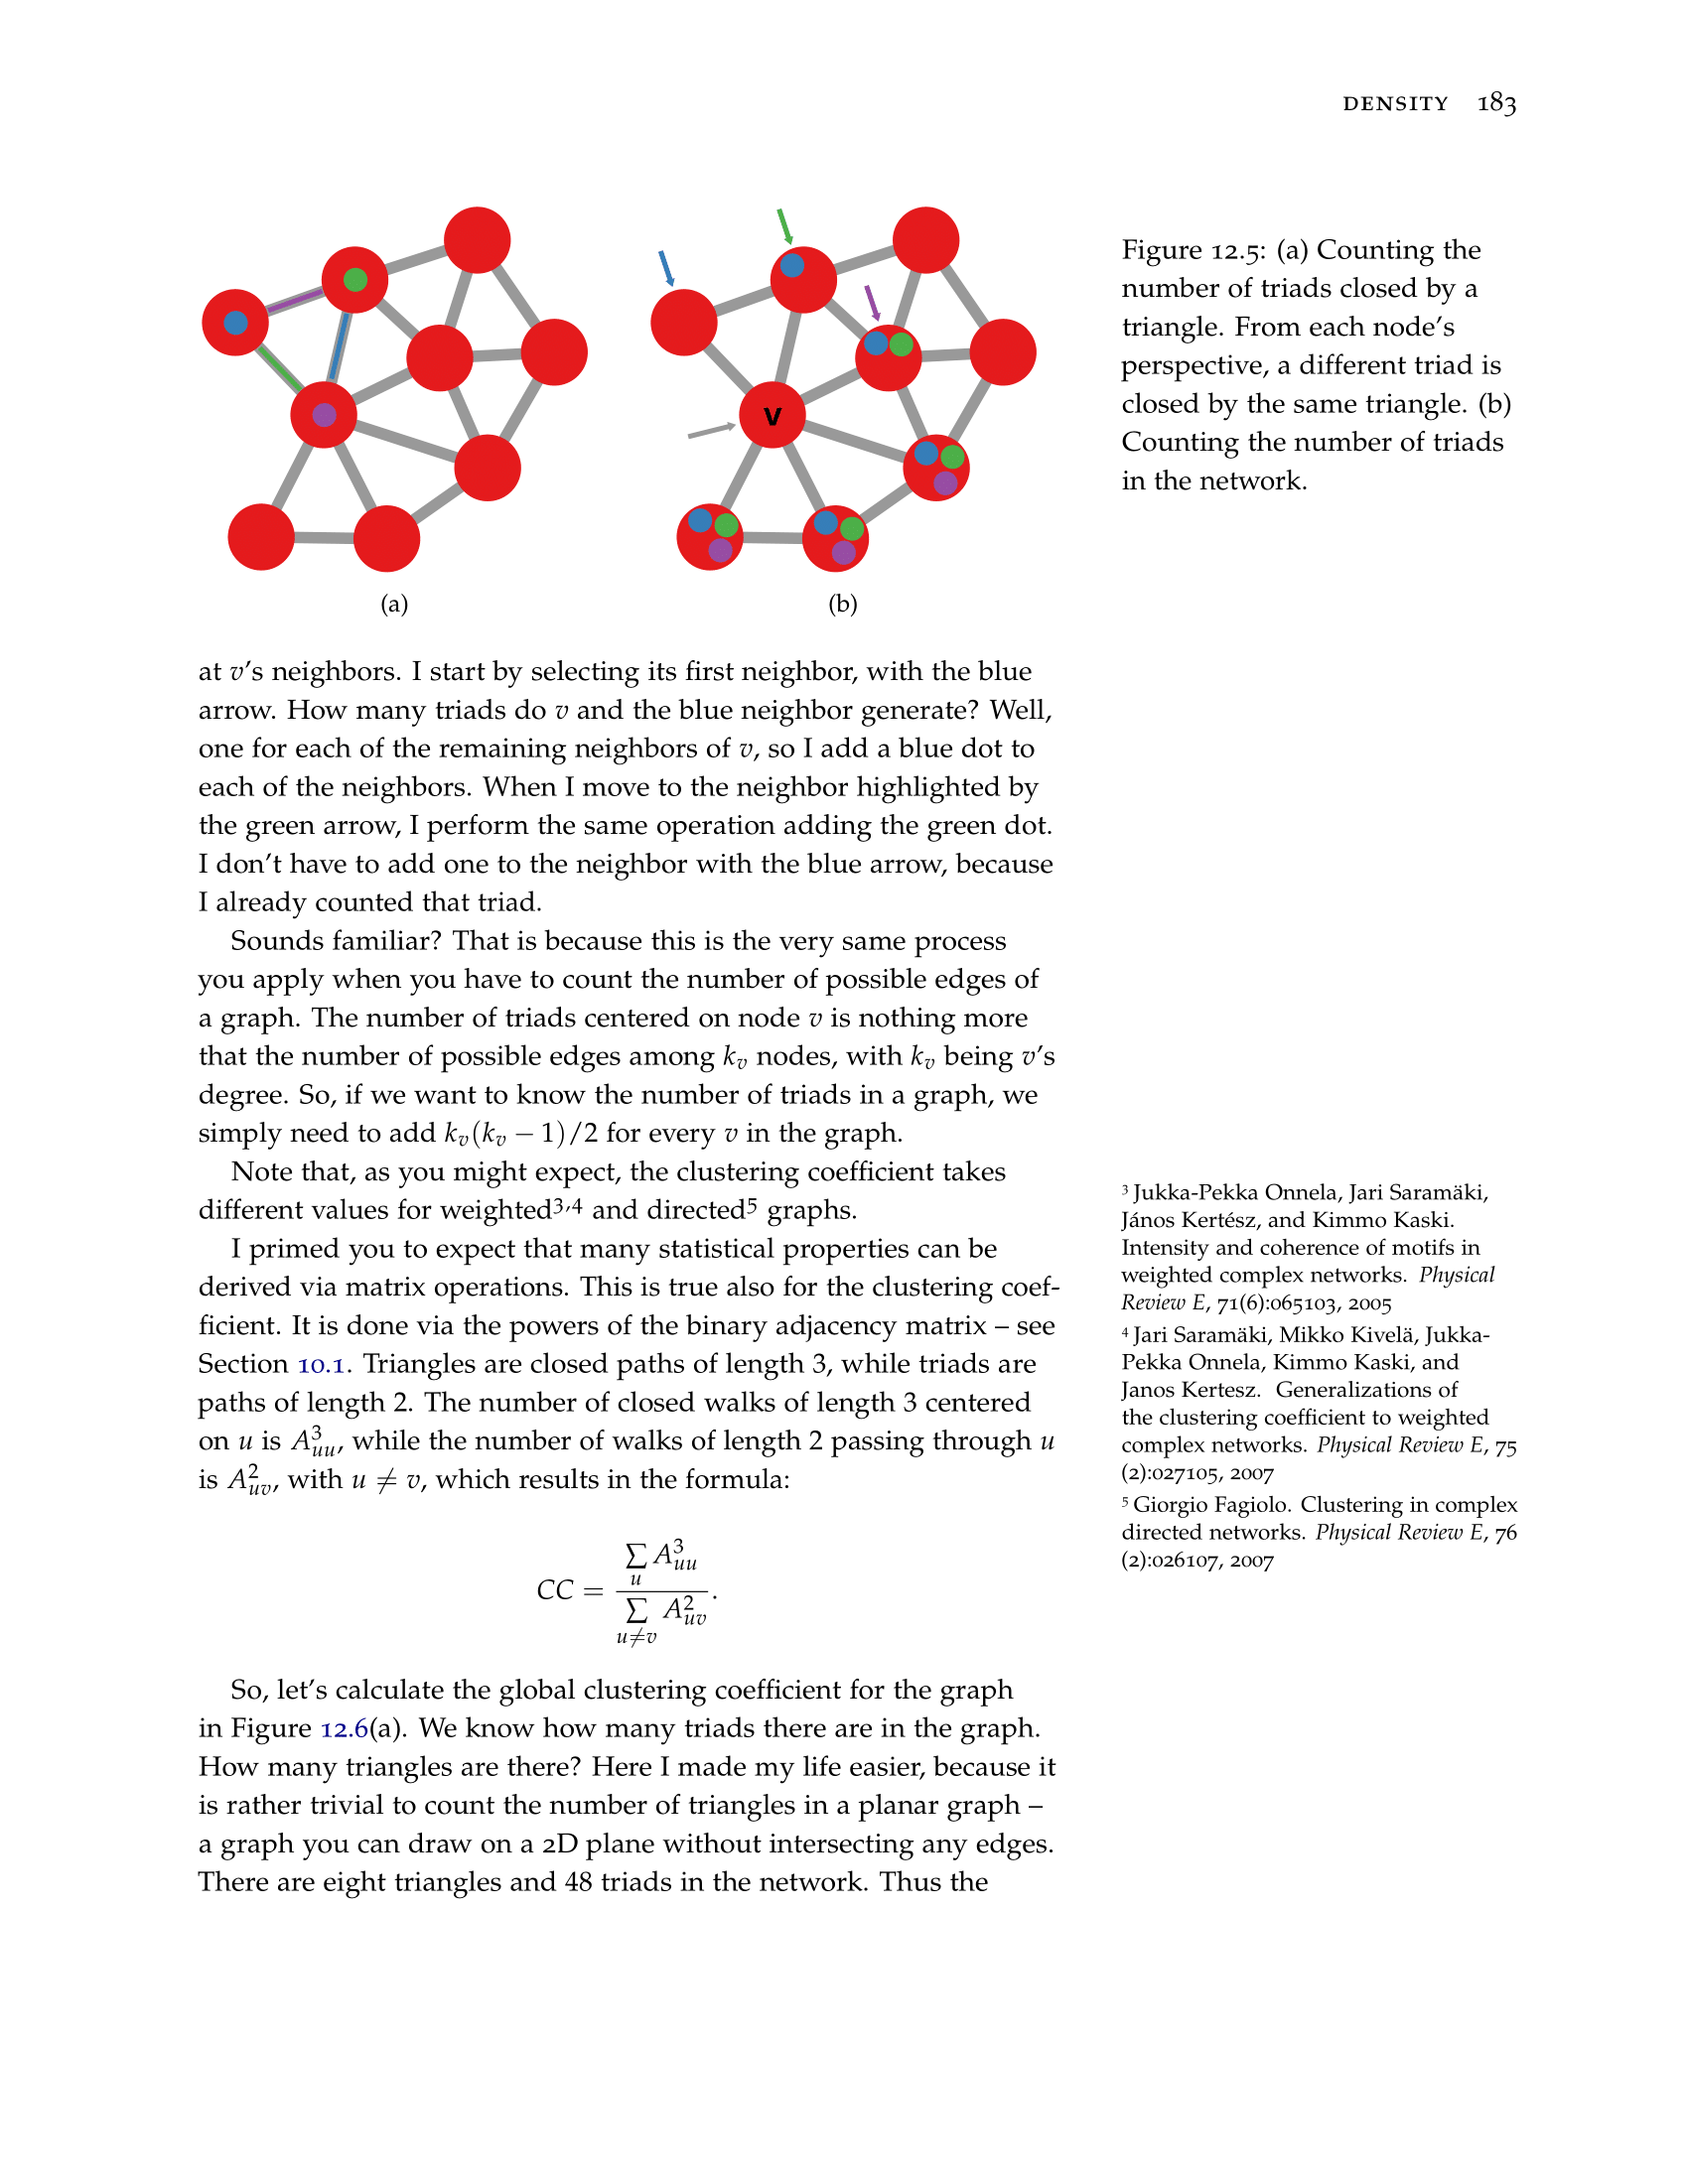 DENSITY 183
v
(a)
(b)
Figure 12.5: (a) Counting the
number of triads closed by a
triangle. From each node's
perspective, a different triad is
closed by the same triangle. (b)
Counting the number of triads
in the network.
at v's neighbors. I start by selecting its first neighbor, with the blue
arrow. How many triads do v and the blue neighbor generate? Well,
one for each of the remaining neighbors of v, so I add a blue dot to
each of the neighbors. When I move to the neighbor highlighted by
the green arrow, I perform the same operation adding the green dot.
I don't have to add one to the neighbor with the blue arrow, because
I already counted that triad.
Sounds familiar? That is because this is the very same process
you apply when you have to count the number of possible edges of
a graph. The number of triads centered on node v is nothing more
that the number of possible edges among k_v nodes, with k_v being v's
degree. So, if we want to know the number of triads in a graph, we
simply need to add k_v(k_v − 1)/2 for every v in the graph.
Note that, as you might expect, the clustering coefficient takes
different values for weighted³,⁴ and directed⁵ graphs.
I primed you to expect that many statistical properties can be
derived via matrix operations. This is true also for the clustering coef-
ficient. It is done via the powers of the binary adjacency matrix – see
Section 10.1. Triangles are closed paths of length 3, while triads are
paths of length 2. The number of closed walks of length 3 centered
on u is A³_uu, while the number of walks of length 2 passing through u
is A²_uv, with u ≠ v, which results in the formula:
CC = ∑_u A³_uu / ∑_{u≠v} A²_uv.
So, let's calculate the global clustering coefficient for the graph
in Figure 12.6(a). We know how many triads there are in the graph.
How many triangles are there? Here I made my life easier, because it
is rather trivial to count the number of triangles in a planar graph –
a graph you can draw on a 2D plane without intersecting any edges.
There are eight triangles and 48 triads in the network. Thus the
³ Jukka-Pekka Onnela, Jari Saramäki,
János Kertész, and Kimmo Kaski.
Intensity and coherence of motifs in
weighted complex networks. Physical
Review E, 71(6):065103, 2005
⁴ Jari Saramäki, Mikko Kivelä, Jukka-
Pekka Onnela, Kimmo Kaski, and
Janos Kertesz. Generalizations of
the clustering coefficient to weighted
complex networks. Physical Review E, 75
(2):027105, 2007
⁵ Giorgio Fagiolo. Clustering in complex
directed networks. Physical Review E, 76
(2):026107, 2007